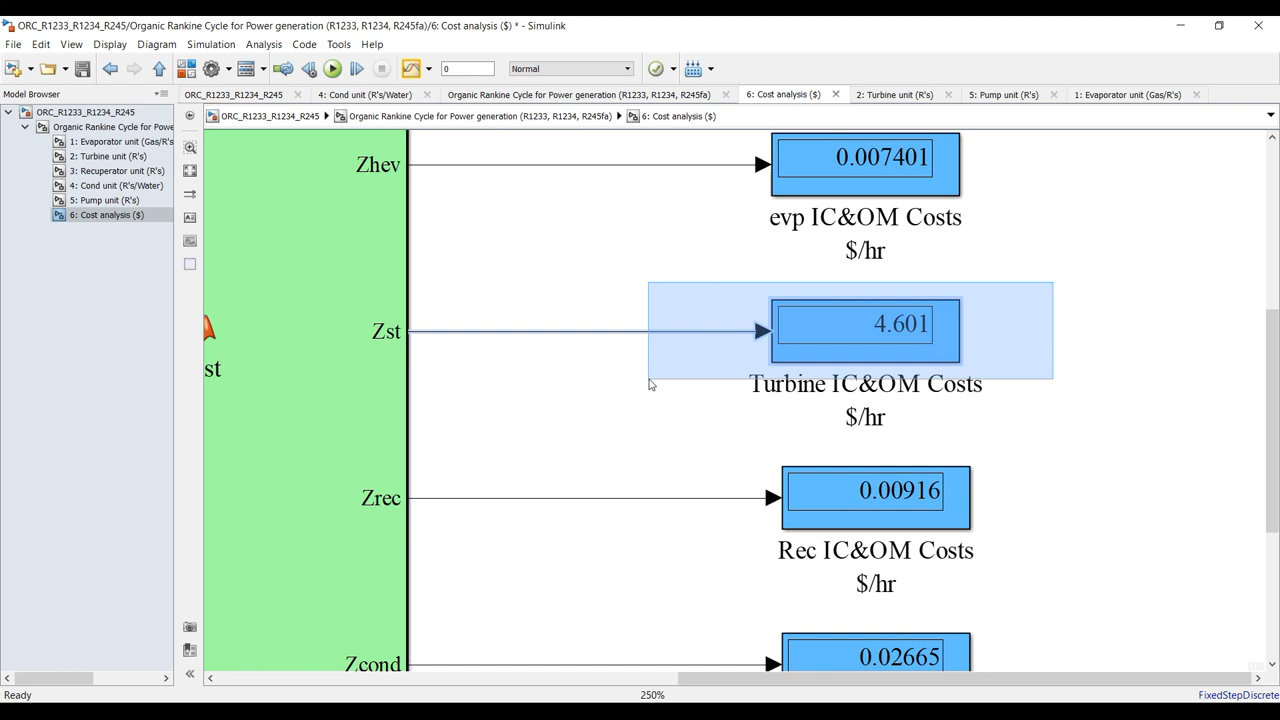 ORC_R1233_R1234_R245/Organic Rankine Cycle for Power generation (R1233, R1234, R245fa)/6: Cost analysis ($) * - Simulink
File Edit View Display Diagram Simulation Analysis Code Tools Help
0 Normal
Model Browser
ORC_R1233_R1234_R245 4: Cond unit (R's/Water) Organic Rankine Cycle for Power generation (R1233, R1234, R245fa) 6: Cost analysis ($) 2: Turbine unit (R's) 5: Pump unit (R's) 1: Evaporator unit (Gas/R's)
ORC_R1233_R1234_R245 Organic Rankine Cycle for Power generation (R1233, R1234, R245fa) 6: Cost analysis ($)
ORC_R1233_R1234_R245
Organic Rankine Cycle for Powe
1: Evaporator unit (Gas/R's
2: Turbine unit (R's)
3: Recuperator unit (R's)
4: Cond unit (R's/Water)
5: Pump unit (R's)
6: Cost analysis ($)
Zhev 0.007401
evp IC&OM Costs
$/hr
Zst 4.601
st
Turbine IC&OM Costs
$/hr
Zrec 0.00916
Rec IC&OM Costs
$/hr
Zcond 0.02665
Ready 250% FixedStepDiscrete